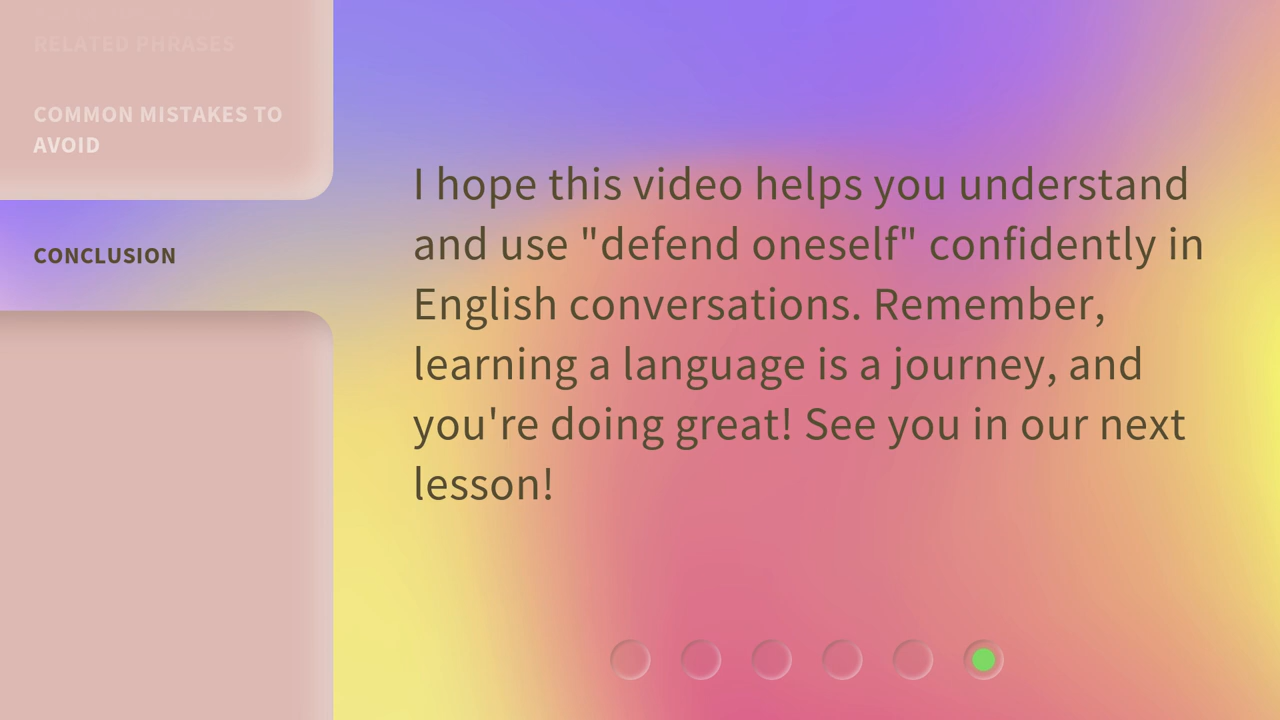 RELATED PHRASES
COMMON MISTAKES TO
AVOID
CONCLUSION
I hope this video helps you understand
and use "defend oneself" confidently in
English conversations. Remember,
learning a language is a journey, and
you're doing great! See you in our next
lesson!